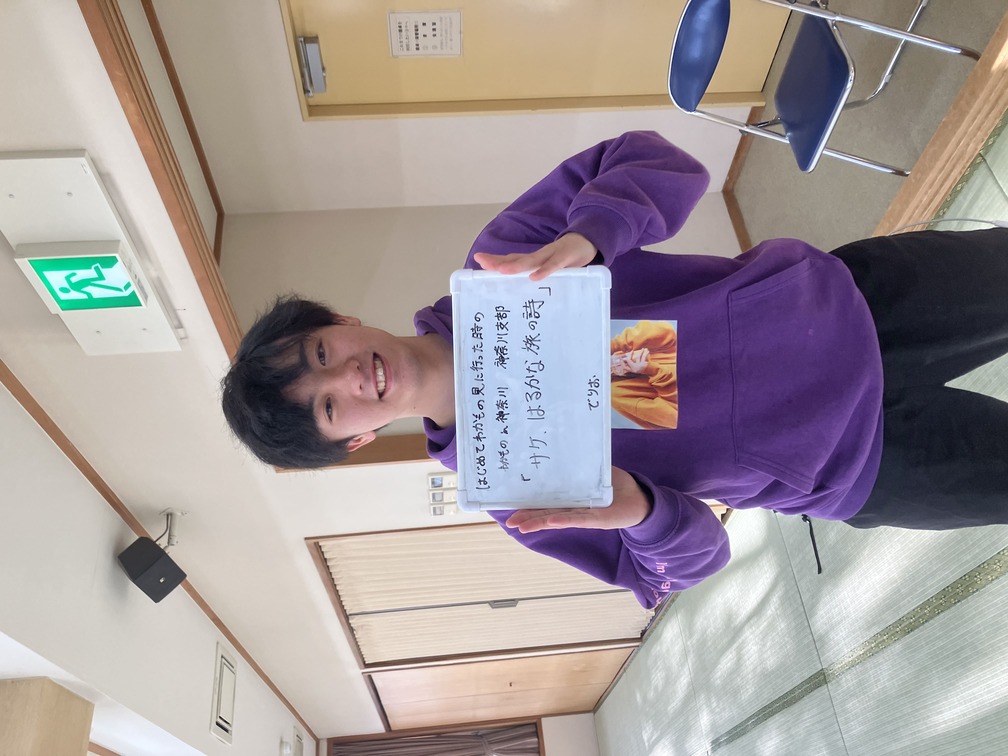 はじめてわかもの見に行った時の
わかもの in 神奈川 神奈川支部
「サケ、はるかな旅の詩」
でりお